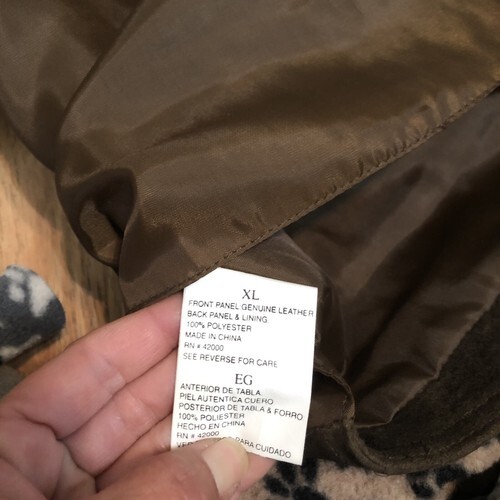 XL
FRONT PANEL GENUINE LEATHER
BACK PANEL & LINING
100% POLYESTER
MADE IN CHINA
RN # 42000
SEE REVERSE FOR CARE
EG
ANTERIOR DE TABLA:
PIEL AUTENTICA CUERO
POSTERIOR DE TABLA & FORRO
100% POLIESTER
HECHO EN CHINA
RN # 42000
PARA CUIDADO